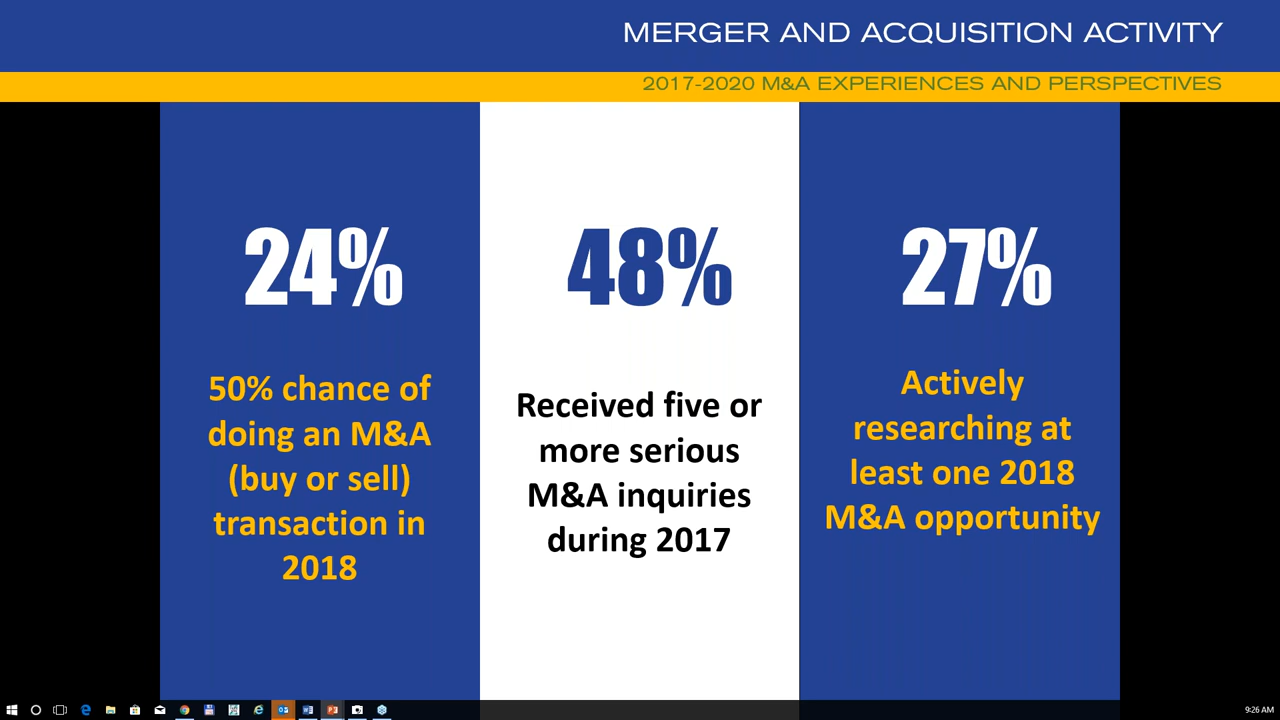 MERGER AND ACQUISITION ACTIVITY
2017-2020 M&A EXPERIENCES AND PERSPECTIVES
24%
50% chance of
doing an M&A
(buy or sell)
transaction in
2018
48%
Received five or
more serious
M&A inquiries
during 2017
27%
Actively
researching at
least one 2018
M&A opportunity
9:26 AM